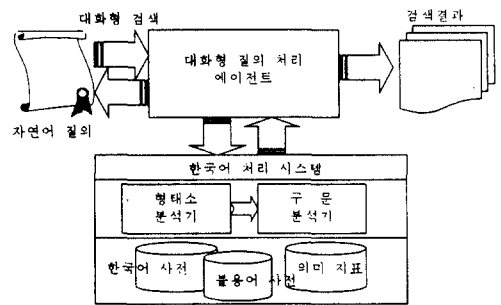 대화형 검색
검색결과
대화형 질의 처리
에이전트
자연어 질의
한국어 처리 시스템
형태소
분석기
구 문
분석기
한국어 사전
불용어 사전
의미 지표